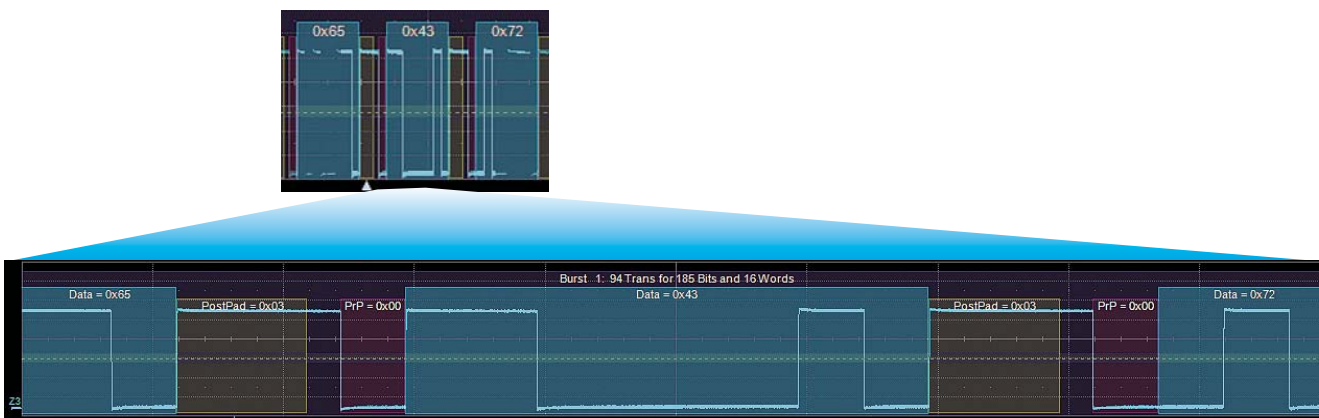 0x65 0x43 0x72
Burst 1: 94 Trans for 185 Bits and 16 Words
Data = 0x65 PostPad = 0x03 PrP = 0x00 Data = 0x43 PostPad = 0x03 PrP = 0x00 Data = 0x72
Z3